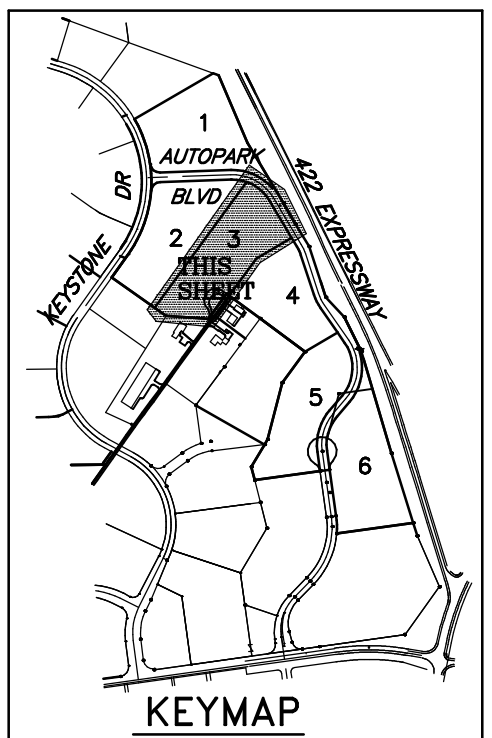 1
AUTOPARK
BLVD
422 EXPRESSWAY
DR
KEYSTONE
2
3
THIS
SHEET
4
5
6
KEYMAP